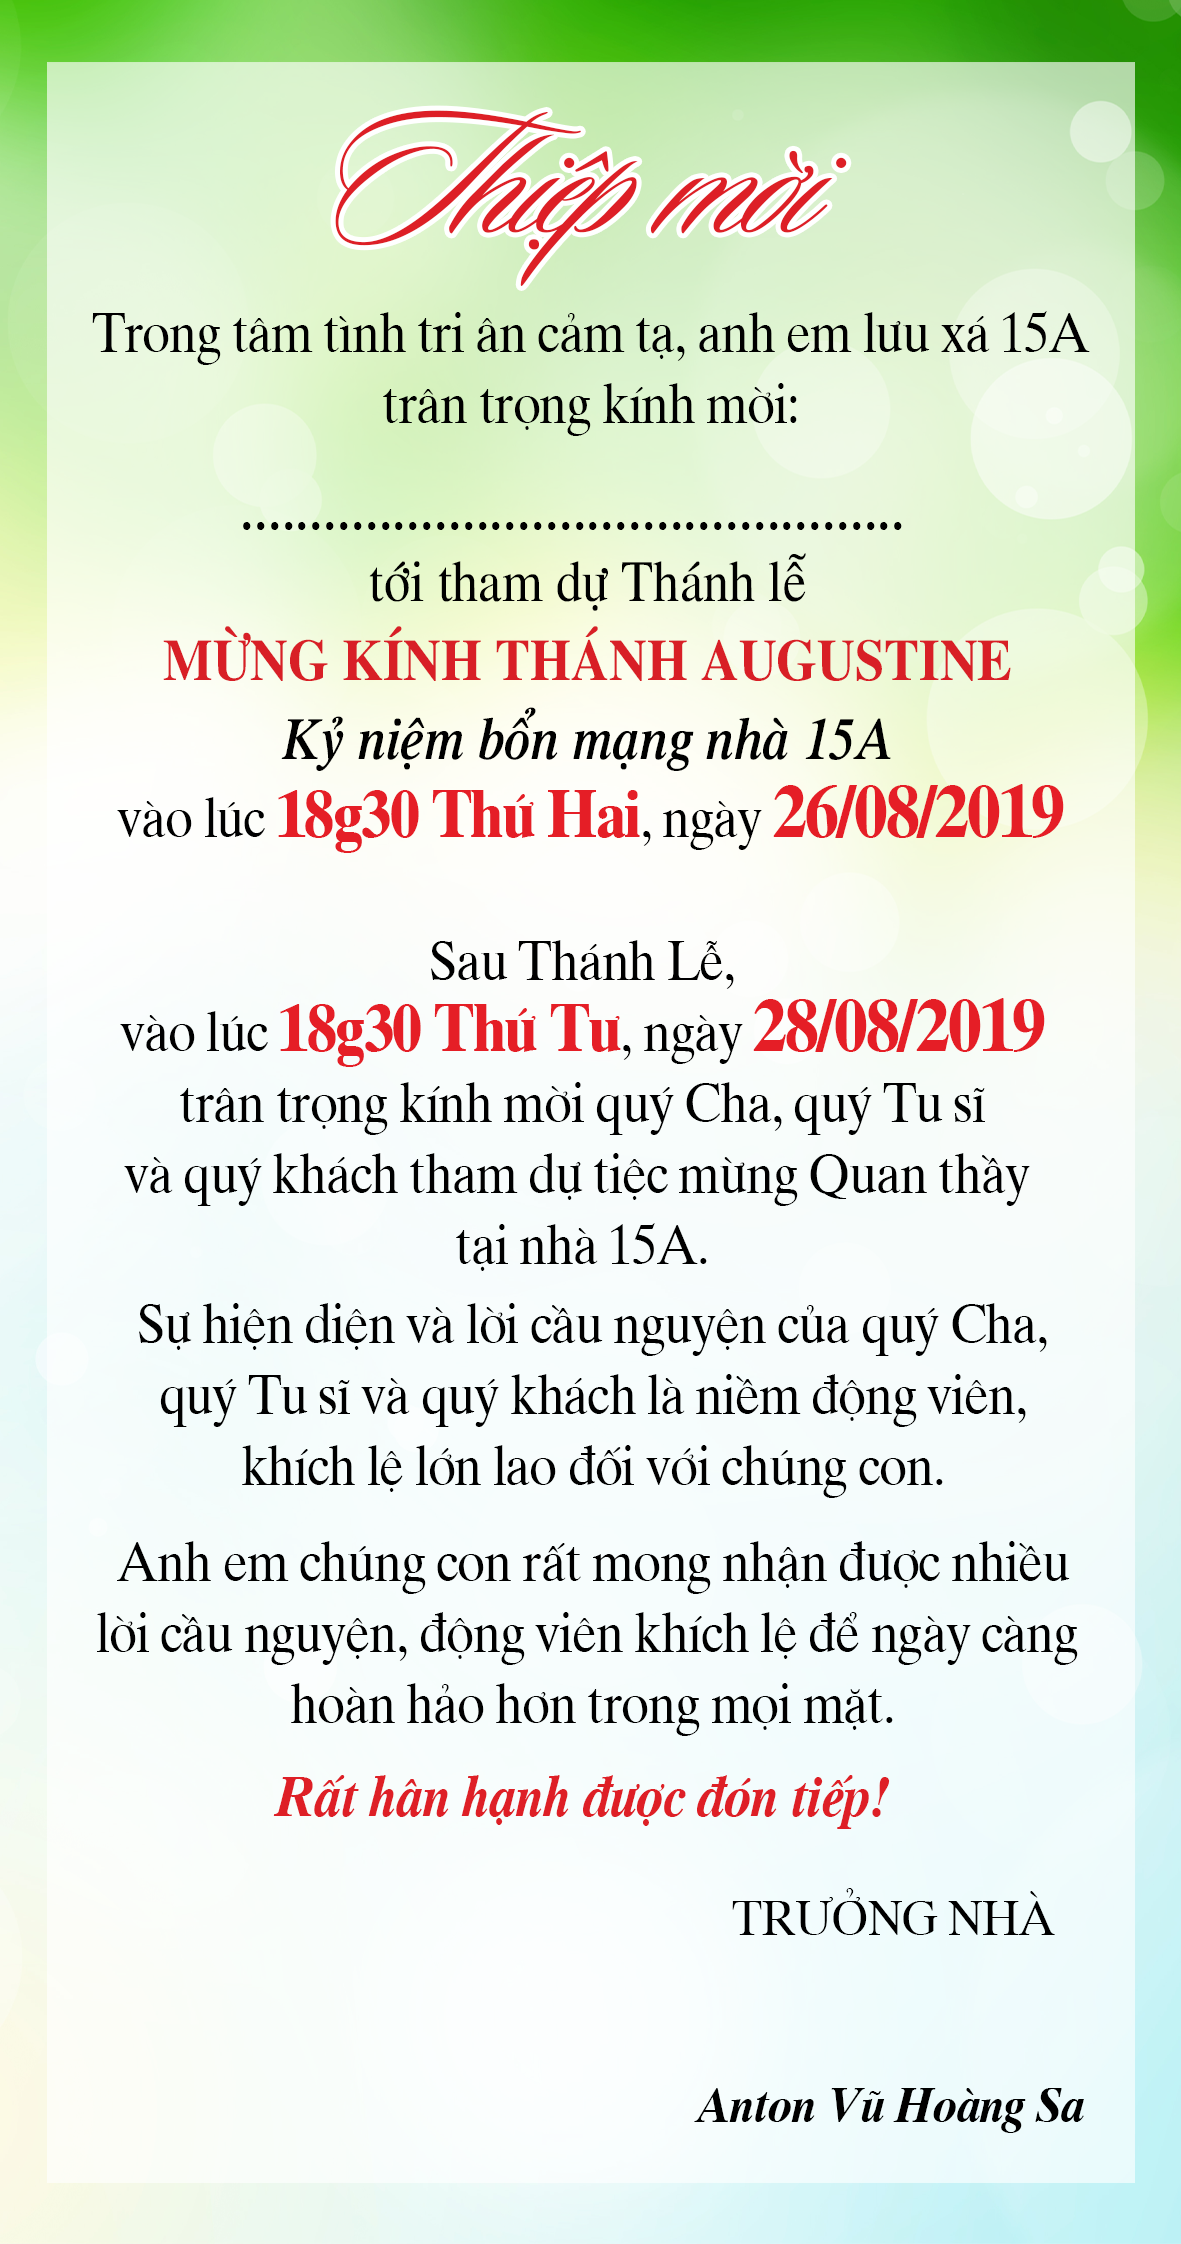 Thiệp mời
Trong tâm tình tri ân cảm tạ, anh em lưu xá 15A
trân trọng kính mời:
................................................
tới tham dự Thánh lễ
MỪNG KÍNH THÁNH AUGUSTINE
Kỷ niệm bổn mạng nhà 15A
vào lúc 18g30 Thứ Hai, ngày 26/08/2019
Sau Thánh Lễ,
vào lúc 18g30 Thứ Tư, ngày 28/08/2019
trân trọng kính mời quý Cha, quý Tu sĩ
và quý khách tham dự tiệc mừng Quan thầy
tại nhà 15A.
Sự hiện diện và lời cầu nguyện của quý Cha,
quý Tu sĩ và quý khách là niềm động viên,
khích lệ lớn lao đối với chúng con.
Anh em chúng con rất mong nhận được nhiều
lời cầu nguyện, động viên khích lệ để ngày càng
hoàn hảo hơn trong mọi mặt.
Rất hân hạnh được đón tiếp!
TRƯỞNG NHÀ
Anton Vũ Hoàng Sa